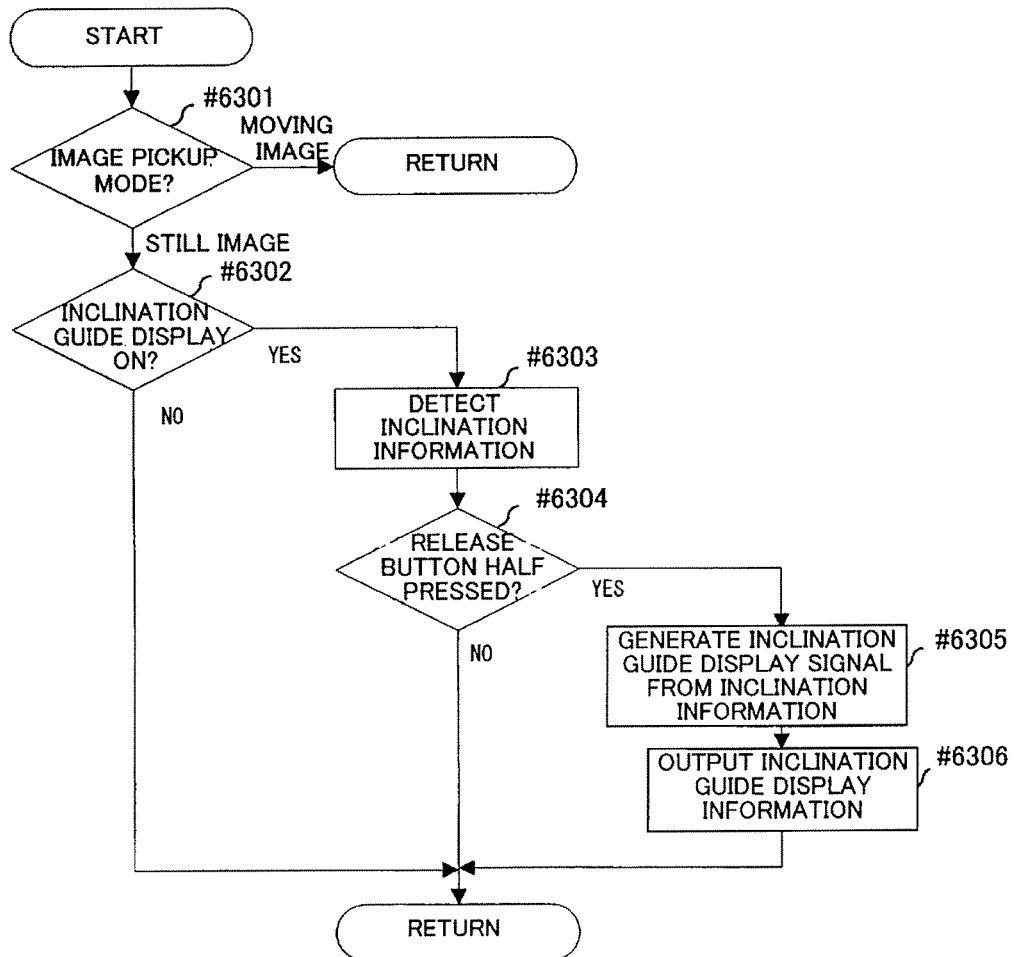 START
#6301
MOVING
IMAGE
IMAGE PICKUP
MODE?
RETURN
STILL IMAGE
#6302
INCLINATION
GUIDE DISPLAY
ON?
YES
NO
#6303
DETECT
INCLINATION
INFORMATION
#6304
RELEASE
BUTTON HALF
PRESSED?
YES
NO
GENERATE INCLINATION
GUIDE DISPLAY SIGNAL
FROM INCLINATION
INFORMATION
#6305
OUTPUT INCLINATION
GUIDE DISPLAY
INFORMATION
#6306
RETURN